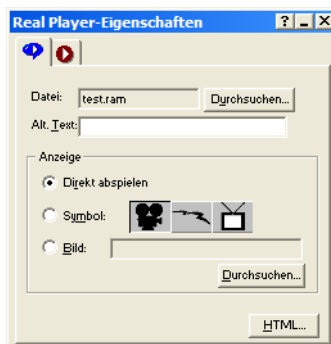 Real Player-Eigenschaften
Datei: test.ram Durchsuchen...
Alt. Text:
Anzeige
Direkt abspielen
Symbol:
Bild:
Durchsuchen...
HTML...